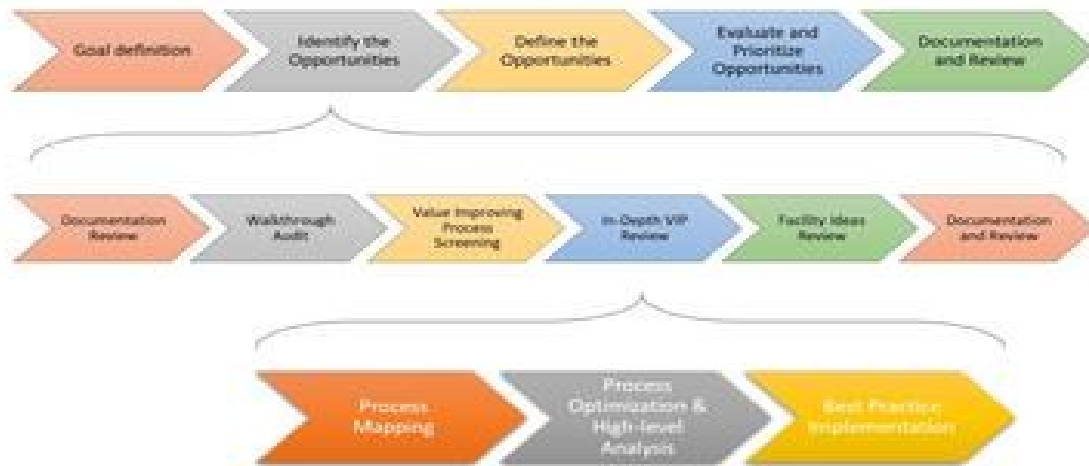 Goal definition
Identify the
Opportunities
Define the
Opportunities
Evaluate and
Prioritize
Opportunities
Documentation
and Review
Documentation
Review
Walkthrough
Audit
Value Improving
Process
Screening
In-Depth VIP
Review
Facility Ideas
Review
Documentation
and Review
Process
Mapping
Process
Optimization &
High-level
Analysis
Best Practice
Implementation